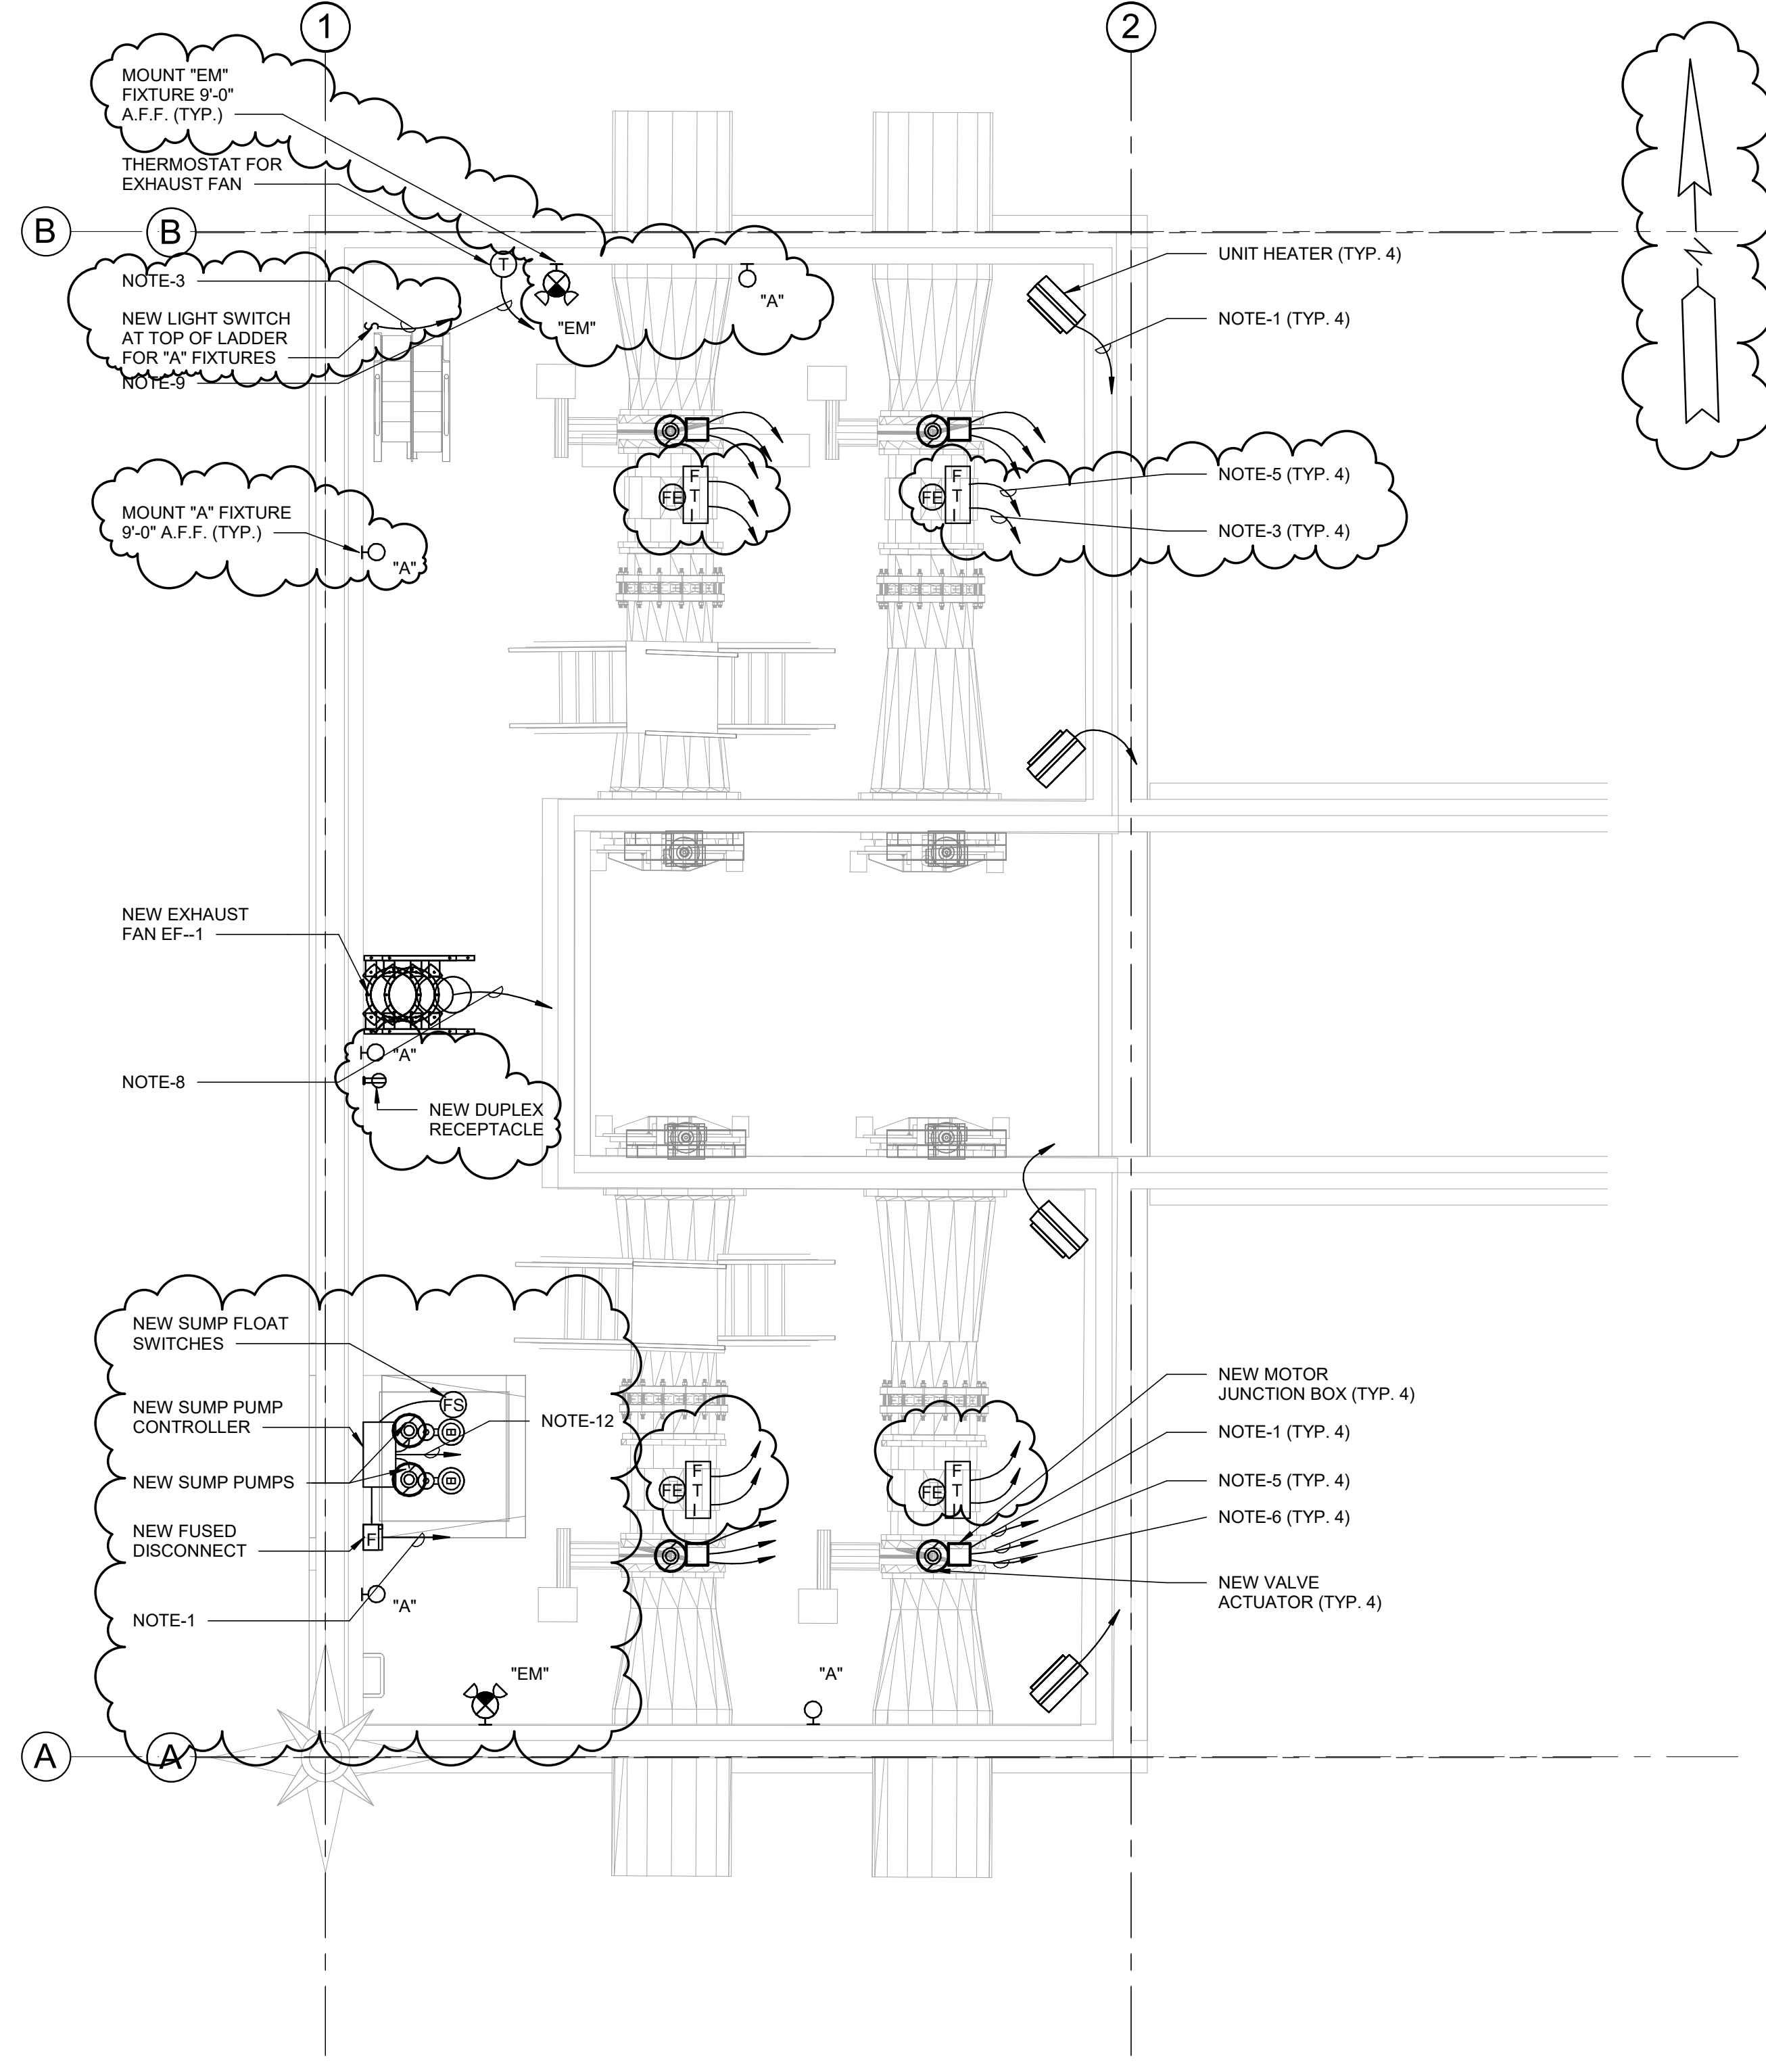 1
2
MOUNT "EM"
FIXTURE 9'-0"
A.F.F. (TYP.)
THERMOSTAT FOR
EXHAUST FAN
B
B
N
T
"EM"
"A"
NOTE-3
NEW LIGHT SWITCH
AT TOP OF LADDER
FOR "A" FIXTURES
NOTE-9
UNIT HEATER (TYP. 4)
NOTE-1 (TYP. 4)
FE
F
T
I
FE
F
T
I
NOTE-5 (TYP. 4)
NOTE-3 (TYP. 4)
MOUNT "A" FIXTURE
9'-0" A.F.F. (TYP.)
"A"
NEW EXHAUST
FAN EF--1
"A"
NOTE-8
NEW DUPLEX
RECEPTACLE
NEW SUMP FLOAT
SWITCHES
FS
NEW SUMP PUMP
CONTROLLER
NOTE-12
NEW SUMP PUMPS
NEW FUSED
DISCONNECT
F
"A"
NOTE-1
"EM"
FE
F
T
I
FE
F
T
I
"A"
NEW MOTOR
JUNCTION BOX (TYP. 4)
NOTE-1 (TYP. 4)
NOTE-5 (TYP. 4)
NOTE-6 (TYP. 4)
NEW VALVE
ACTUATOR (TYP. 4)
A
A